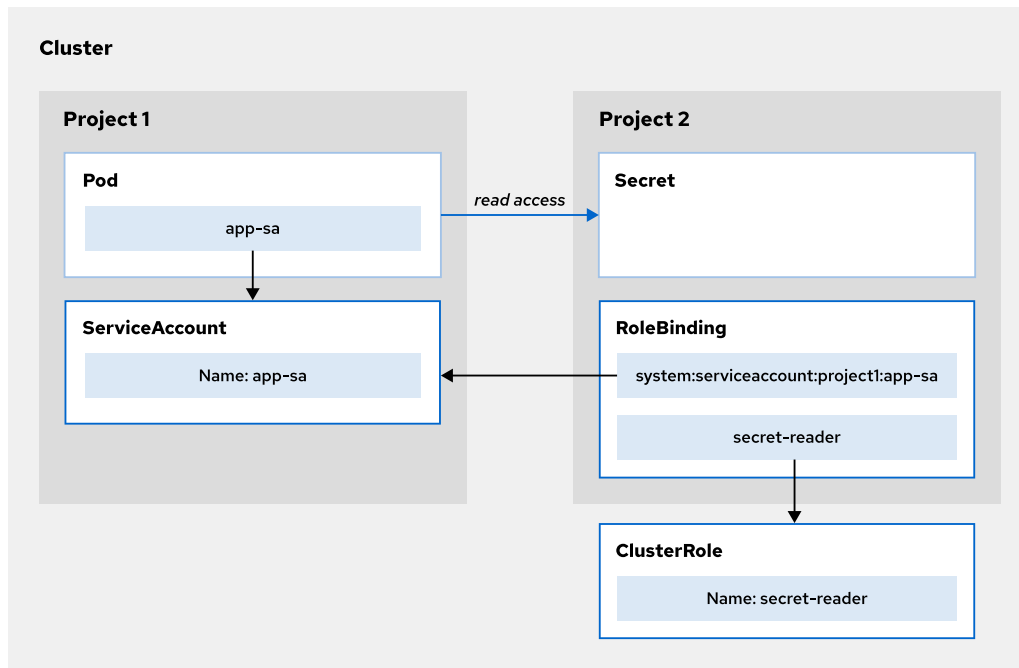 Cluster
Project 1
Pod
app-sa
ServiceAccount
Name: app-sa
read access
Project 2
Secret
RoleBinding
system:serviceaccount:project1:app-sa
secret-reader
ClusterRole
Name: secret-reader